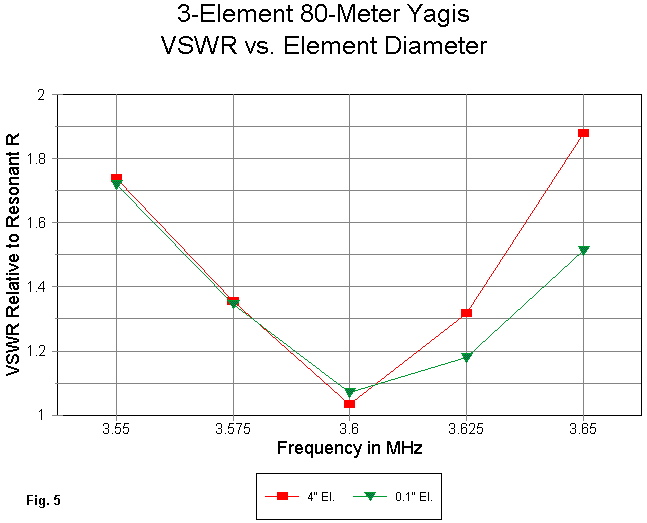 3-Element 80-Meter Yagis
VSWR vs. Element Diameter
VSWR Relative to Resonant R
2
1.8
1.6
1.4
1.2
1
3.55
3.575
3.6
3.625
3.65
Frequency in MHz
4" El.
0.1" El.
Fig. 5